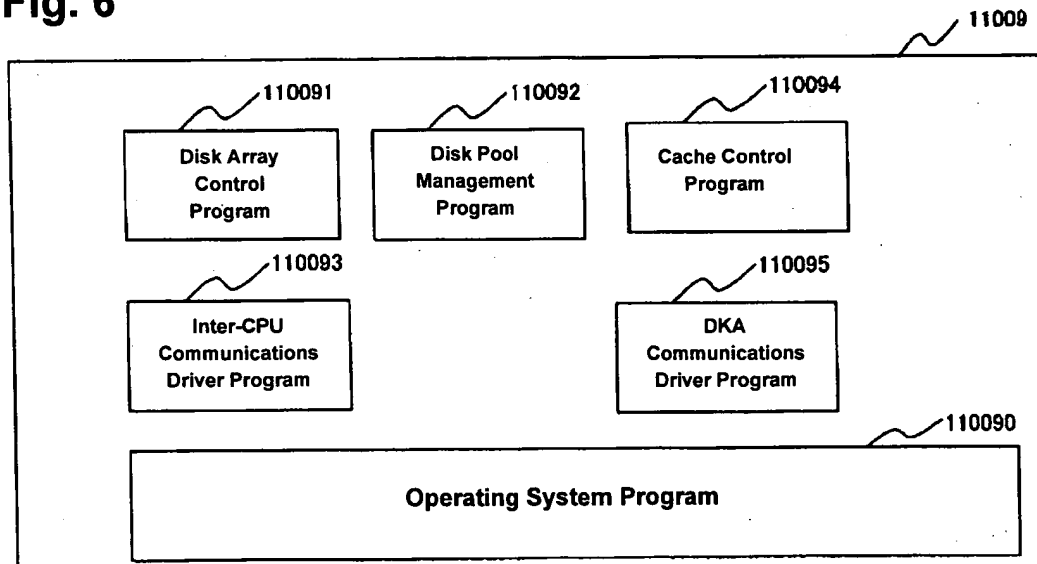 Fig. 6
11009
110091
110092
110094
Disk Array
Control
Program
Disk Pool
Management
Program
Cache Control
Program
110093
110095
Inter-CPU
Communications
Driver Program
DKA
Communications
Driver Program
110090
Operating System Program